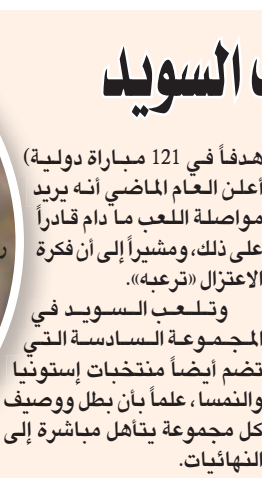 السويد
هدفاً في 121 مباراة دولية)
أعلن العام الماضي أنه يريد
مواصلة اللعب ما دام قادراً
على ذلك، ومشيراً إلى أن فكرة
الاعتزال «ترعبه».
وتلعب السويد في
المجموعة السادسة التي
تضم أيضاً منتخبات إستونيا
والنمسا، علماً بأن بطل ووصيف
كل مجموعة يتأهل مباشرة إلى
النهائيات.